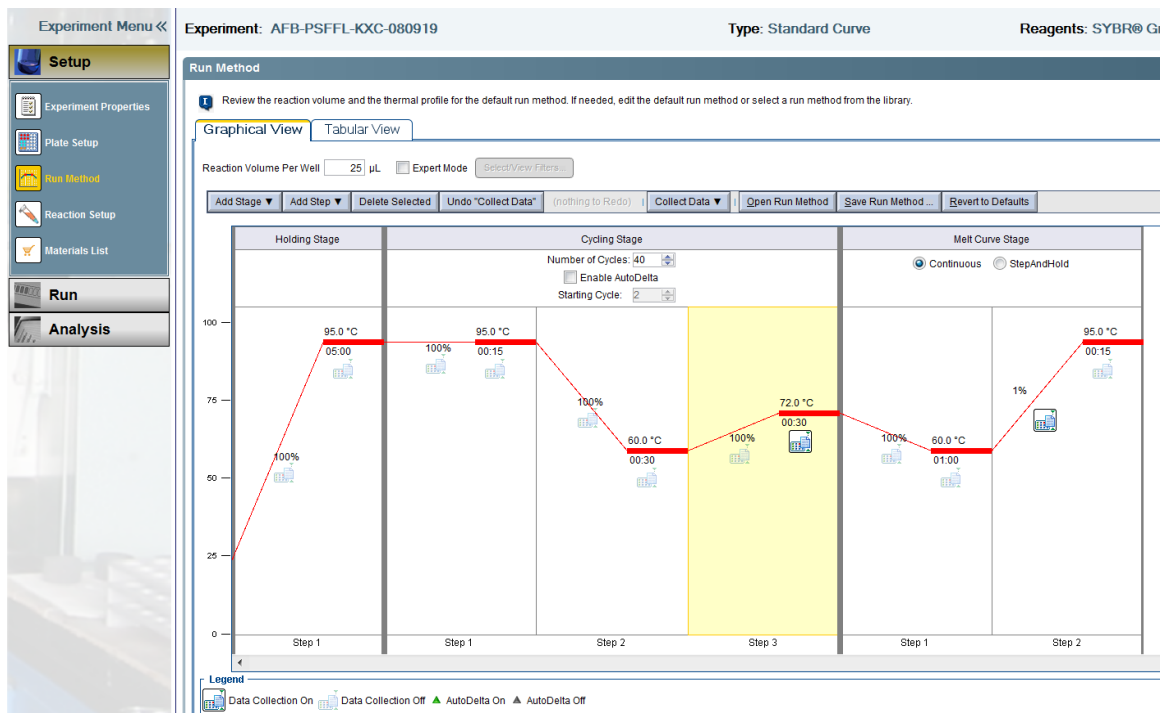 Experiment Menu «
Experiment: AFB-PSFFL-KXC-080919 Type: Standard Curve Reagents: SYBR® Gr
Setup
Experiment Properties
Plate Setup
Run Method
Reaction Setup
Materials List
Run
Analysis
Run Method
Review the reaction volume and the thermal profile for the default run method. If needed, edit the default run method or select a run method from the library.
Graphical View Tabular View
Reaction Volume Per Well 25 µL Expert Mode Select/View Filters...
Add Stage ▼ Add Step ▼ Delete Selected Undo "Collect Data" (nothing to Redo) Collect Data ▼ Open Run Method Save Run Method ... Revert to Defaults
Holding Stage Cycling Stage Melt Curve Stage
Number of Cycles: 40
Enable AutoDelta
Starting Cycle: 2
Continuous StepAndHold
100
75
50
25
0
95.0 °C
05:00
100%
95.0 °C
00:15
100%
100%
60.0 °C
00:30
72.0 °C
00:30
100%
100%
60.0 °C
01:00
1%
95.0 °C
00:15
Step 1 Step 1 Step 2 Step 3 Step 1 Step 2
Legend
Data Collection On Data Collection Off ▲ AutoDelta On ▲ AutoDelta Off